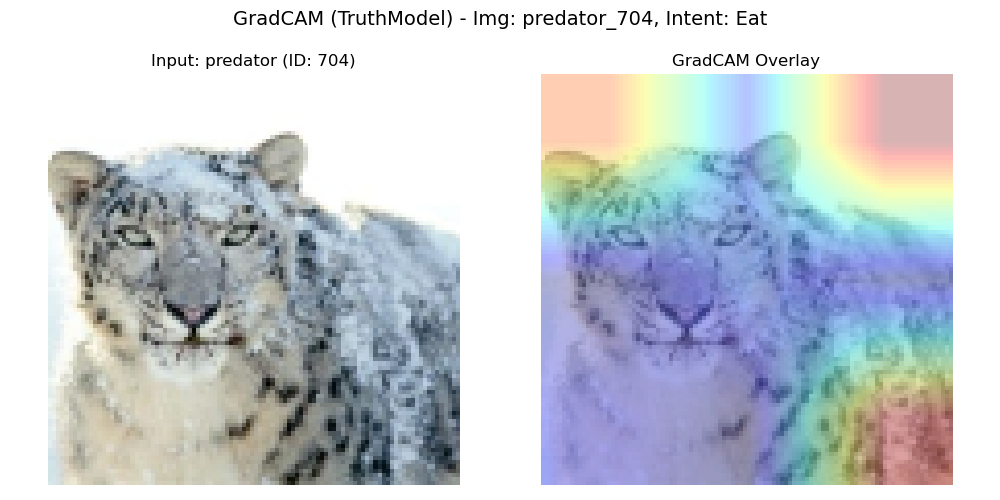 GradCAM (TruthModel) - Img: predator_704, Intent: Eat
Input: predator (ID: 704)
GradCAM Overlay